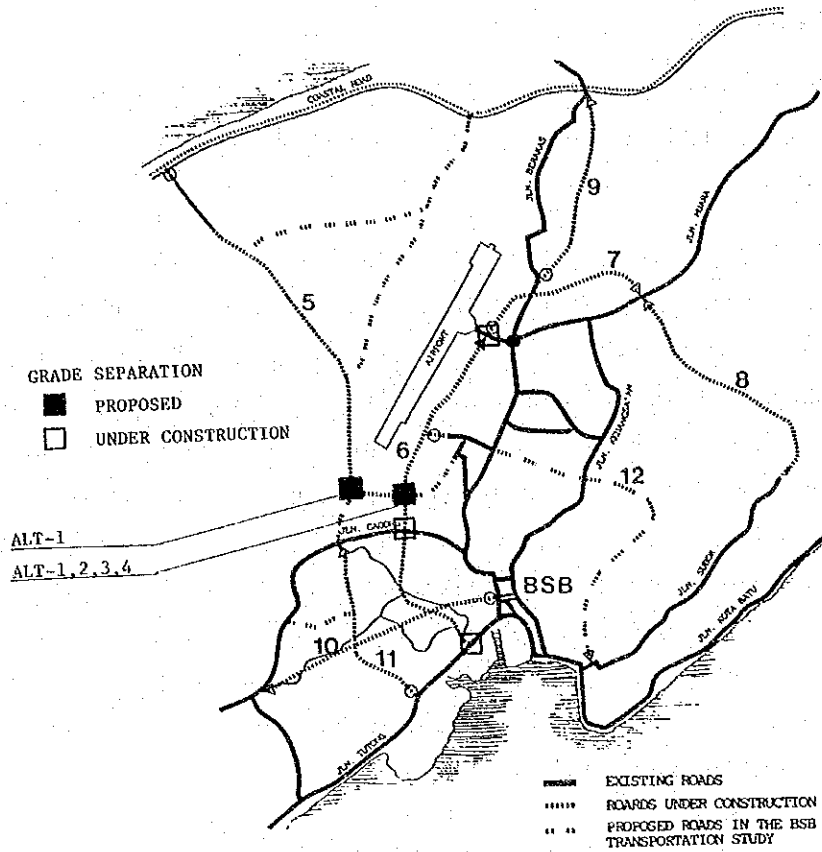 COASTAL ROAD
JLN. BERAKAS
9
JLN. MUARA
7
5
AIRPORT
GRADE SEPARATION
PROPOSED
UNDER CONSTRUCTION
8
6
12
ALT-1
ALT-1,2,3,4
BSB
JLN. KOTA BATU
10
11
JLN. TUTONG
EXISTING ROADS
ROARDS UNDER CONSTRUCTION
PROPOSED ROADS IN THE BSB
TRANSPORTATION STUDY